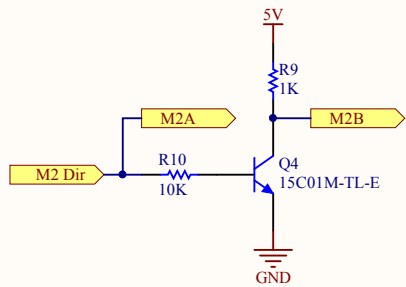 5V
R9
1K
M2A
M2B
R10
10K
M2 Dir
Q4
15C01M-TL-E
GND